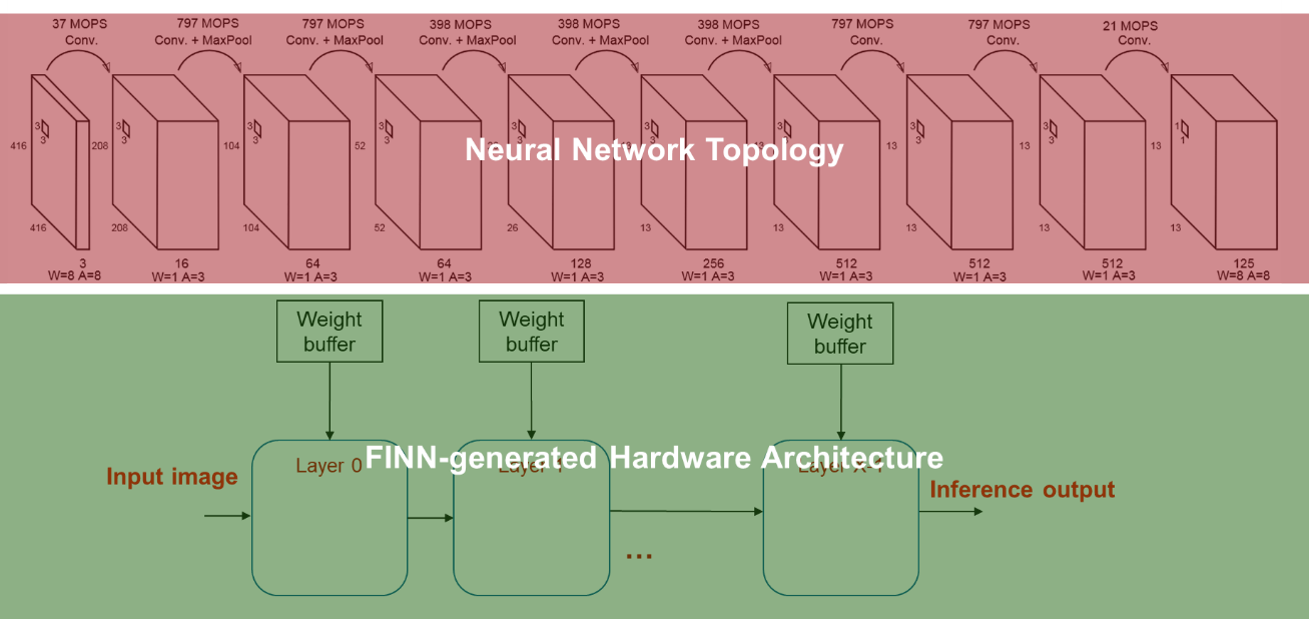 37 MOPS 797 MOPS 797 MOPS 398 MOPS 398 MOPS 398 MOPS 797 MOPS 797 MOPS 21 MOPS
Conv. Conv. + MaxPool Conv. + MaxPool Conv. + MaxPool Conv. + MaxPool Conv. + MaxPool Conv. Conv. Conv.
3 3 3 3 3 3 3 3 3 1
3 3 3 3 3 3 3 3 1
416 208 104 52 13 13 13
Neural Network Topology
416 208 104 52 26 13 13 13 13 13
3 16 64 64 128 256 512 512 512 125
W=8 A=8 W=1 A=3 W=1 A=3 W=1 A=3 W=1 A=3 W=1 A=3 W=1 A=3 W=1 A=3 W=1 A=3 W=8 A=8
Weight Weight Weight
buffer buffer buffer
FINN-generated Hardware Architecture
Layer 0 Layer 1 Layer X-1
Input image
Inference output
...